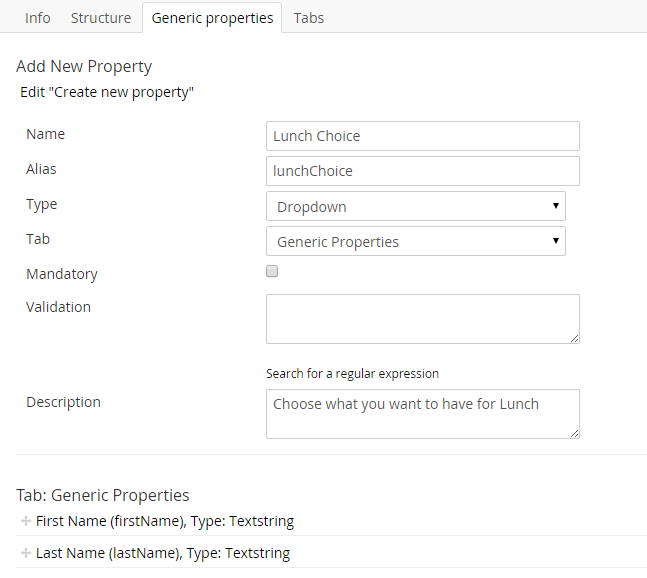 Info Structure Generic properties Tabs
Add New Property
Edit "Create new property"
Name Lunch Choice
Alias lunchChoice
Type Dropdown
Tab Generic Properties
Mandatory
Validation
Search for a regular expression
Description Choose what you want to have for Lunch
Tab: Generic Properties
First Name (firstName), Type: Textstring
Last Name (lastName), Type: Textstring